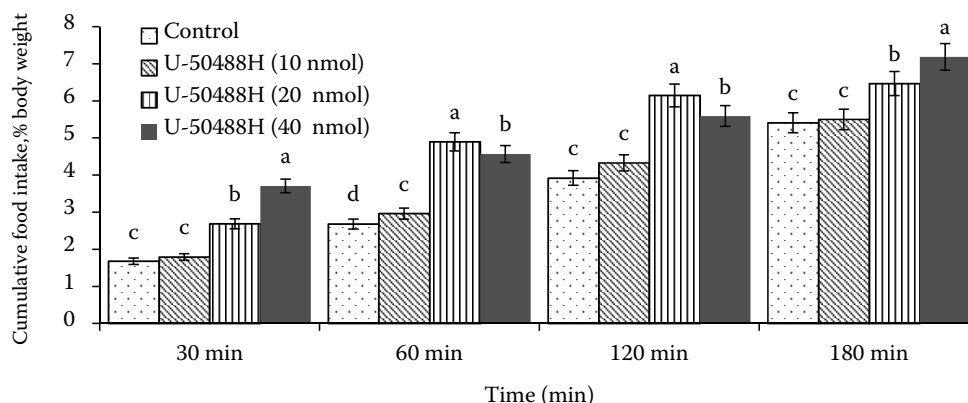 Cumulative food intake,% body weight
8
7
6
5
4
3
2
1
0
Control
U-50488H (10 nmol)
U-50488H (20 nmol)
U-50488H (40 nmol)
c c b a
d c a b
c c a b
c c b a
30 min 60 min 120 min 180 min
Time (min)